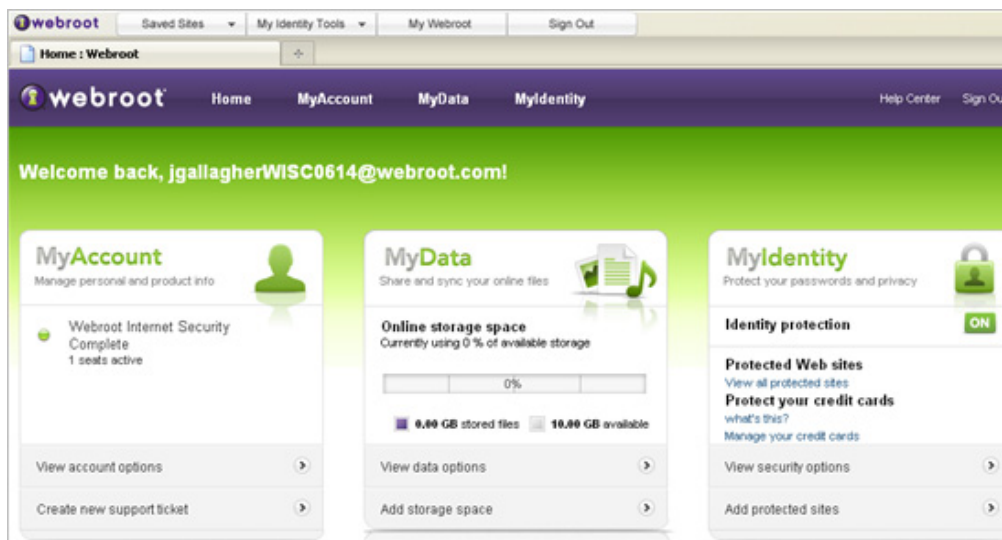 webroot Saved Sites My Identity Tools My Webroot Sign Out
Home : Webroot
webroot Home MyAccount MyData MyIdentity Help Center Sign Ou
Welcome back, jgallagherWISC0614@webroot.com!
MyAccount
Manage personal and product info
Webroot Internet Security
Complete
1 seats active
View account options
Create new support ticket
MyData
Share and sync your online files
Online storage space
Currently using 0 % of available storage
0%
0.00 GB stored files 10.00 GB available
View data options
Add storage space
MyIdentity
Protect your passwords and privacy
Identity protection ON
Protected Web sites
View all protected sites
Protect your credit cards
what's this?
Manage your credit cards
View security options
Add protected sites